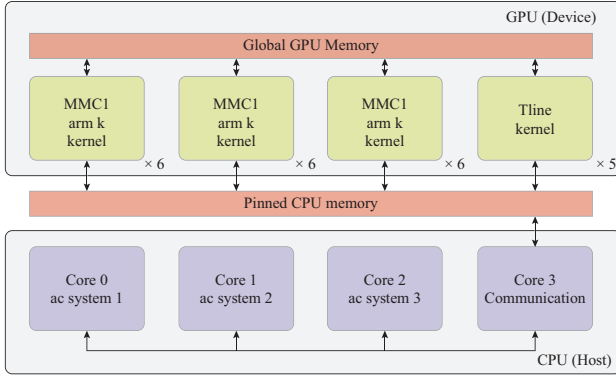 GPU (Device)
Global GPU Memory
MMC1
arm k
kernel
× 6
MMC1
arm k
kernel
× 6
MMC1
arm k
kernel
× 6
Tline
kernel
× 5
Pinned CPU memory
Core 0
ac system 1
Core 1
ac system 2
Core 2
ac system 3
Core 3
Communication
CPU (Host)